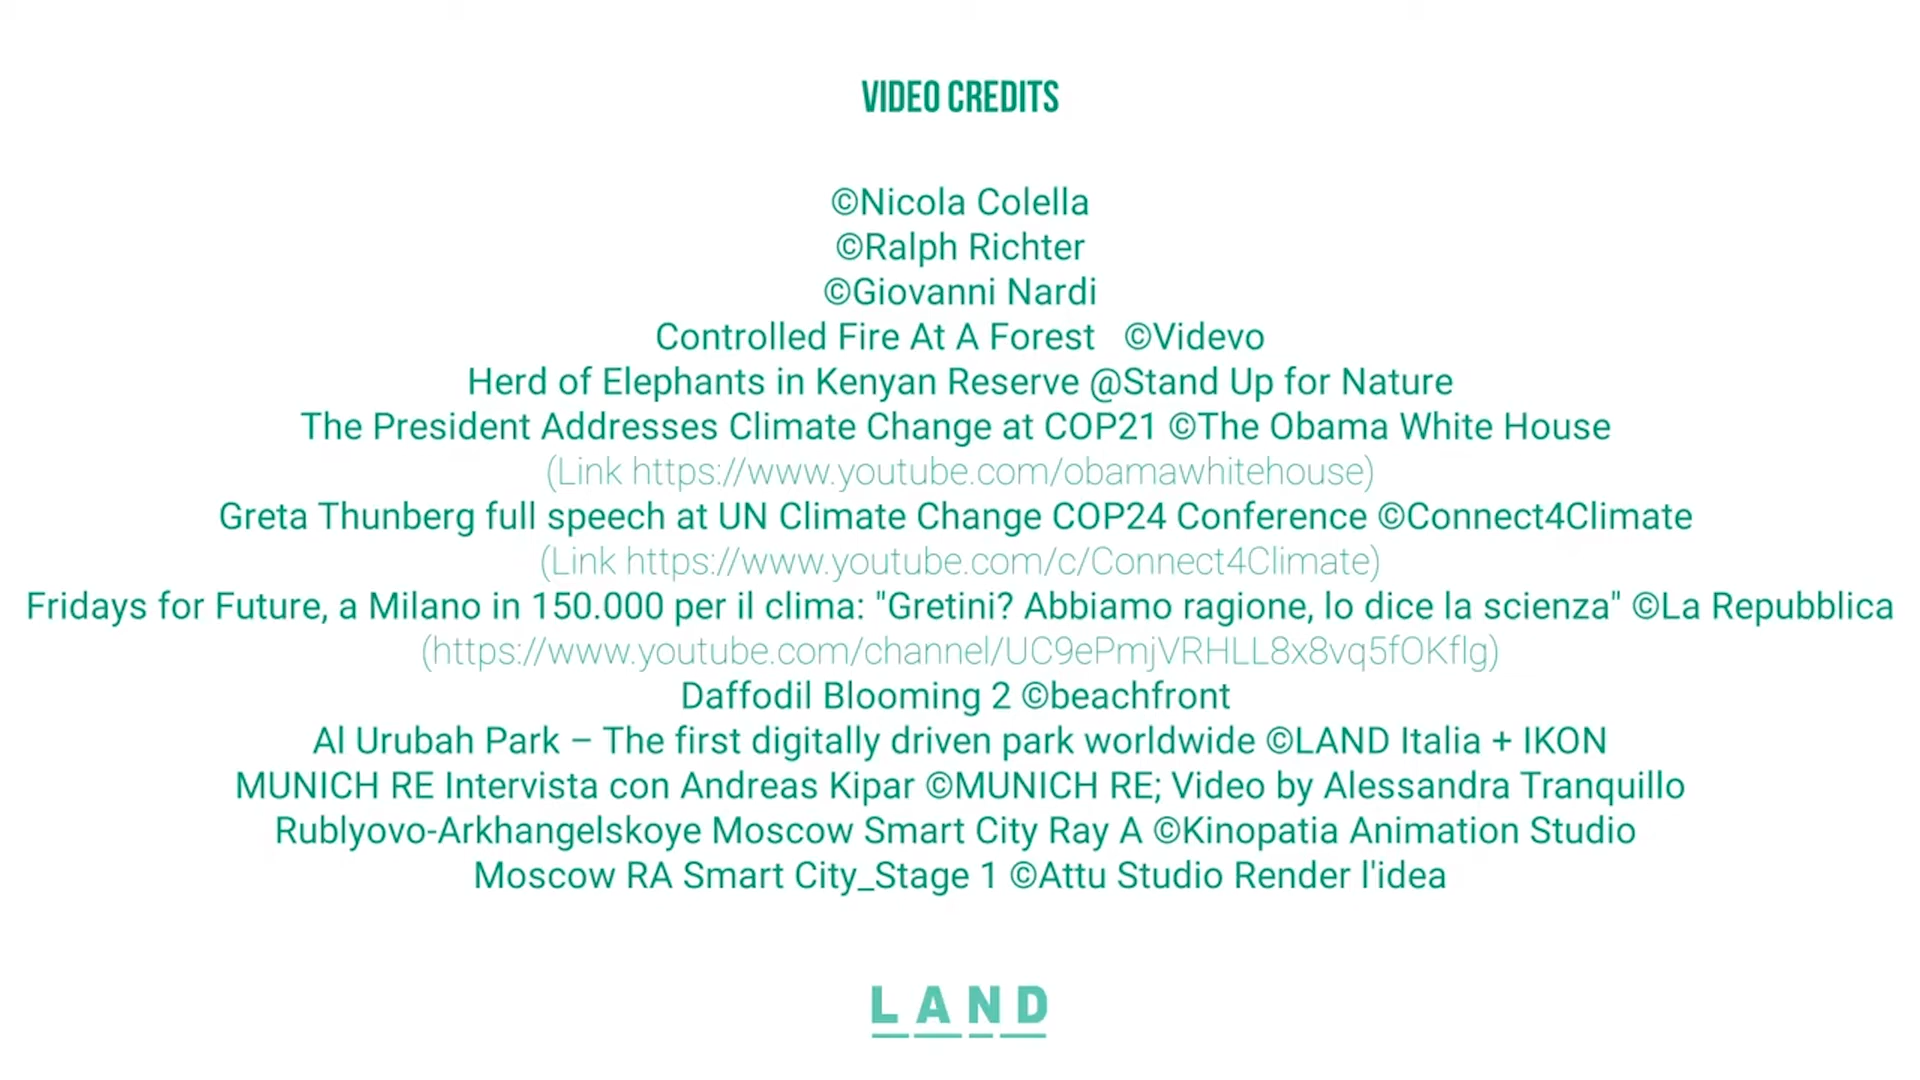 VIDEO CREDITS
©Nicola Colella
©Ralph Richter
©Giovanni Nardi
Controlled Fire At A Forest ©Videvo
Herd of Elephants in Kenyan Reserve @Stand Up for Nature
The President Addresses Climate Change at COP21 ©The Obama White House
(Link https://www.youtube.com/obamawhitehouse)
Greta Thunberg full speech at UN Climate Change COP24 Conference ©Connect4Climate
(Link https://www.youtube.com/c/Connect4Climate)
Fridays for Future, a Milano in 150.000 per il clima: "Gretini? Abbiamo ragione, lo dice la scienza" ©La Repubblica
(https://www.youtube.com/channel/UC9ePmjVRHLL8x8vq5fOKflg)
Daffodil Blooming 2 ©beachfront
Al Urubah Park – The first digitally driven park worldwide ©LAND Italia + IKON
MUNICH RE Intervista con Andreas Kipar ©MUNICH RE; Video by Alessandra Tranquillo
Rublyovo-Arkhangelskoye Moscow Smart City Ray A ©Kinopatia Animation Studio
Moscow RA Smart City_Stage 1 ©Attu Studio Render l'idea
LAND